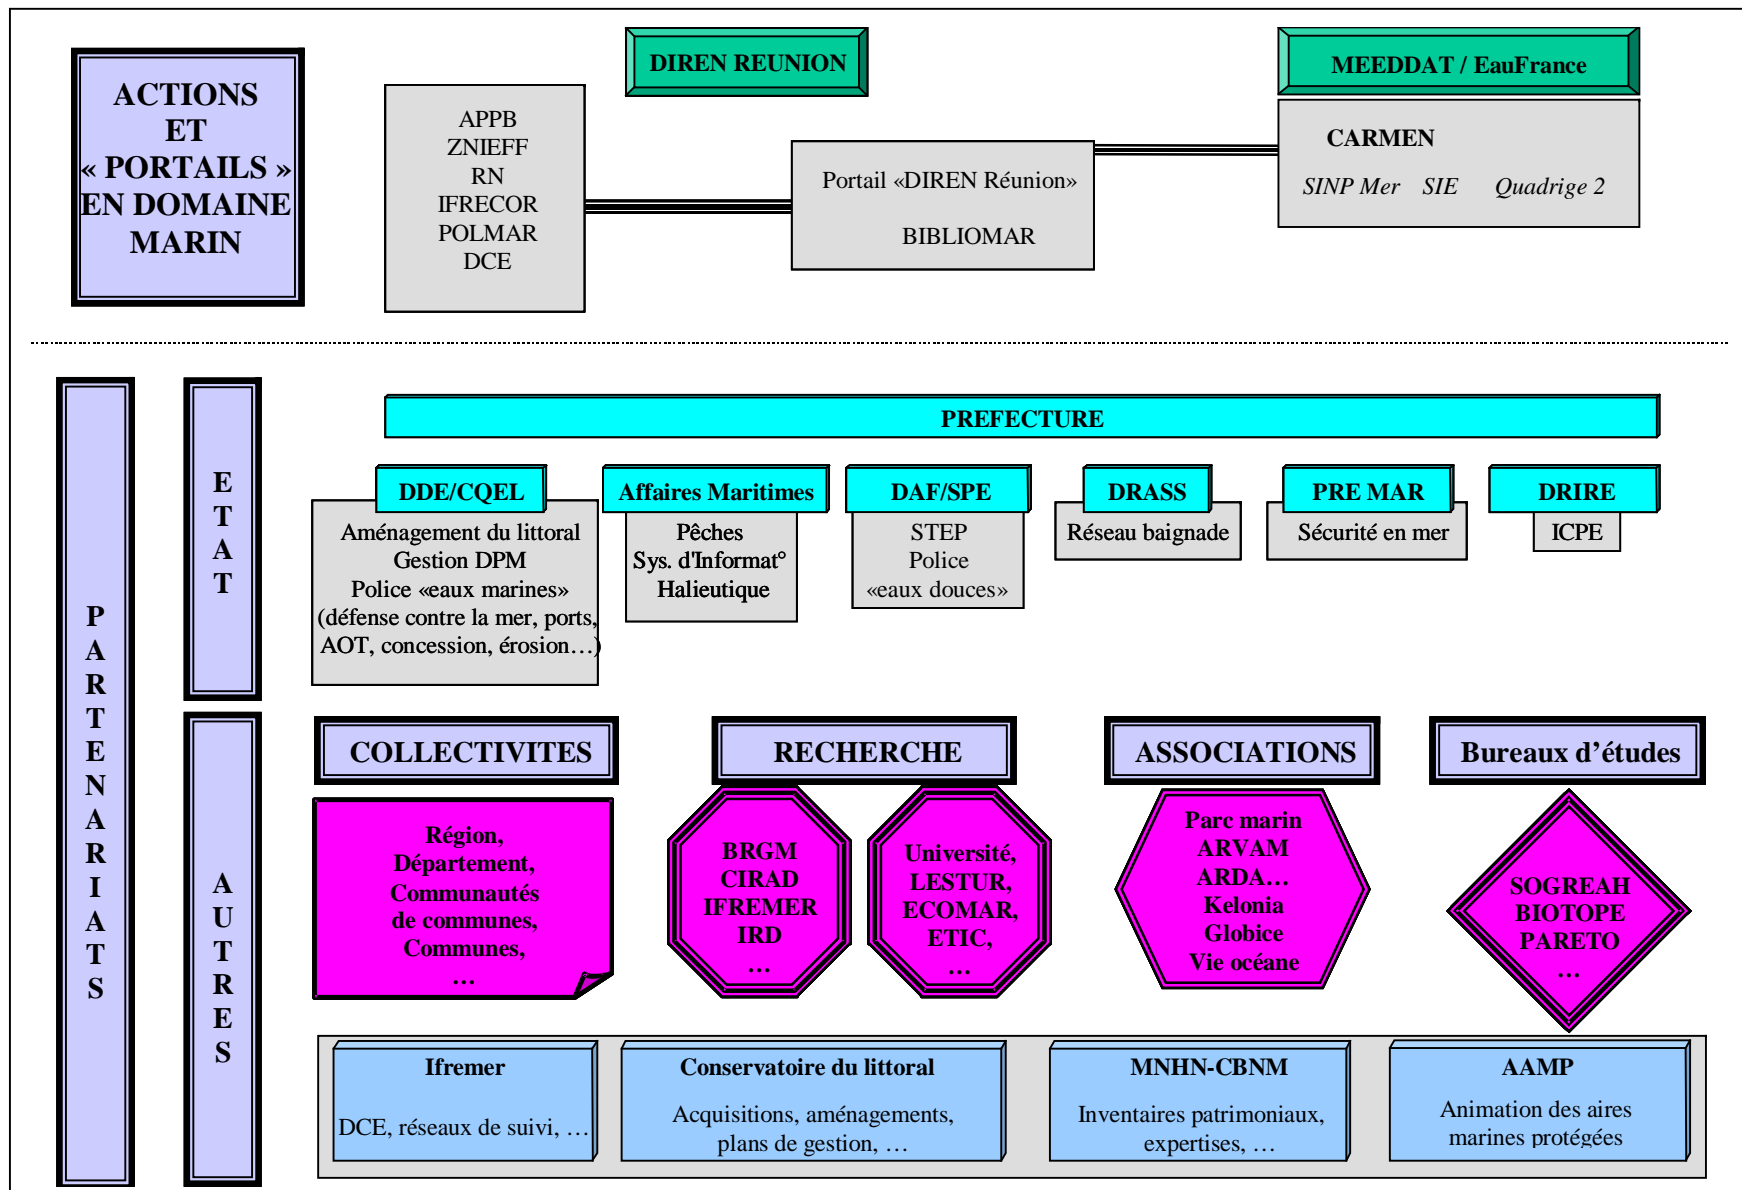 ACTIONS
ET
« PORTAILS »
EN DOMAINE
MARIN
DIREN REUNION
MEEDDAT / EauFrance
APPB
ZNIEFF
RN
IFRECOR
POLMAR
DCE
Portail «DIREN Réunion»
BIBLIOMAR
CARMEN
SINP Mer SIE Quadrige 2
PARTENARIATS
ETAT
PREFECTURE
DDE/CQEL
Aménagement du littoral
Gestion DPM
Police «eaux marines»
(défense contre la mer, ports,
AOT, concession, érosion…)
Affaires Maritimes
Pêches
Sys. d'Informat°
Halieutique
DAF/SPE
STEP
Police
«eaux douces»
DRASS
Réseau baignade
PRE MAR
Sécurité en mer
DRIRE
ICPE
AUTRES
COLLECTIVITES
Région,
Département,
Communautés
de communes,
Communes,
…
RECHERCHE
BRGM
CIRAD
IFREMER
IRD
…
Université,
LESTUR,
ECOMAR,
ETIC,
…
ASSOCIATIONS
Parc marin
ARVAM
ARDA…
Kelonia
Globice
Vie océane
Bureaux d’études
SOGREAH
BIOTOPE
PARETO
…
Ifremer
DCE, réseaux de suivi, …
Conservatoire du littoral
Acquisitions, aménagements,
plans de gestion, …
MNHN-CBNM
Inventaires patrimoniaux,
expertises, …
AAMP
Animation des aires
marines protégées